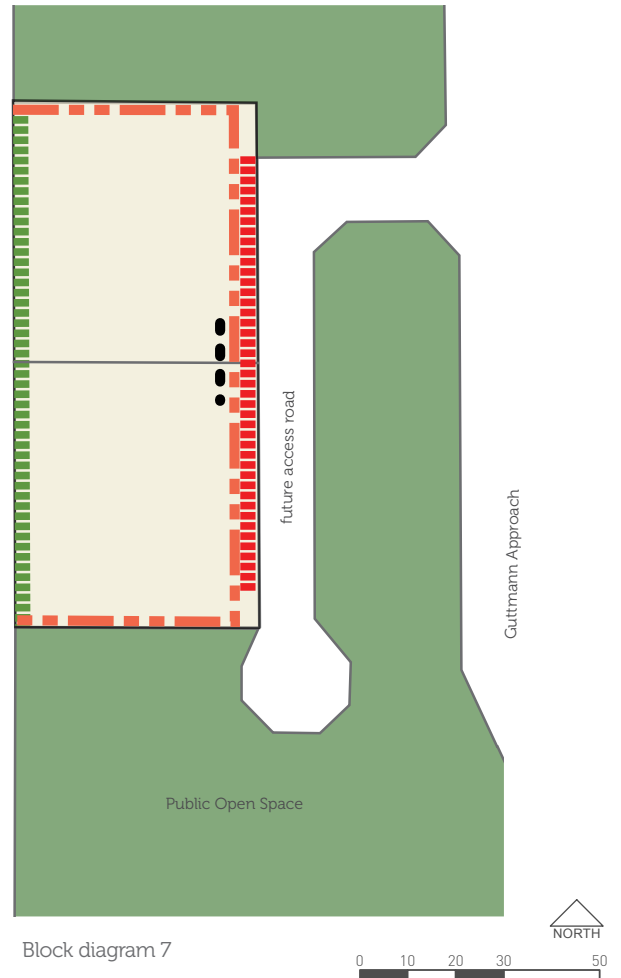 future access road
Guttmann Approach
Public Open Space
Block diagram 7
NORTH
0 10 20 30 50